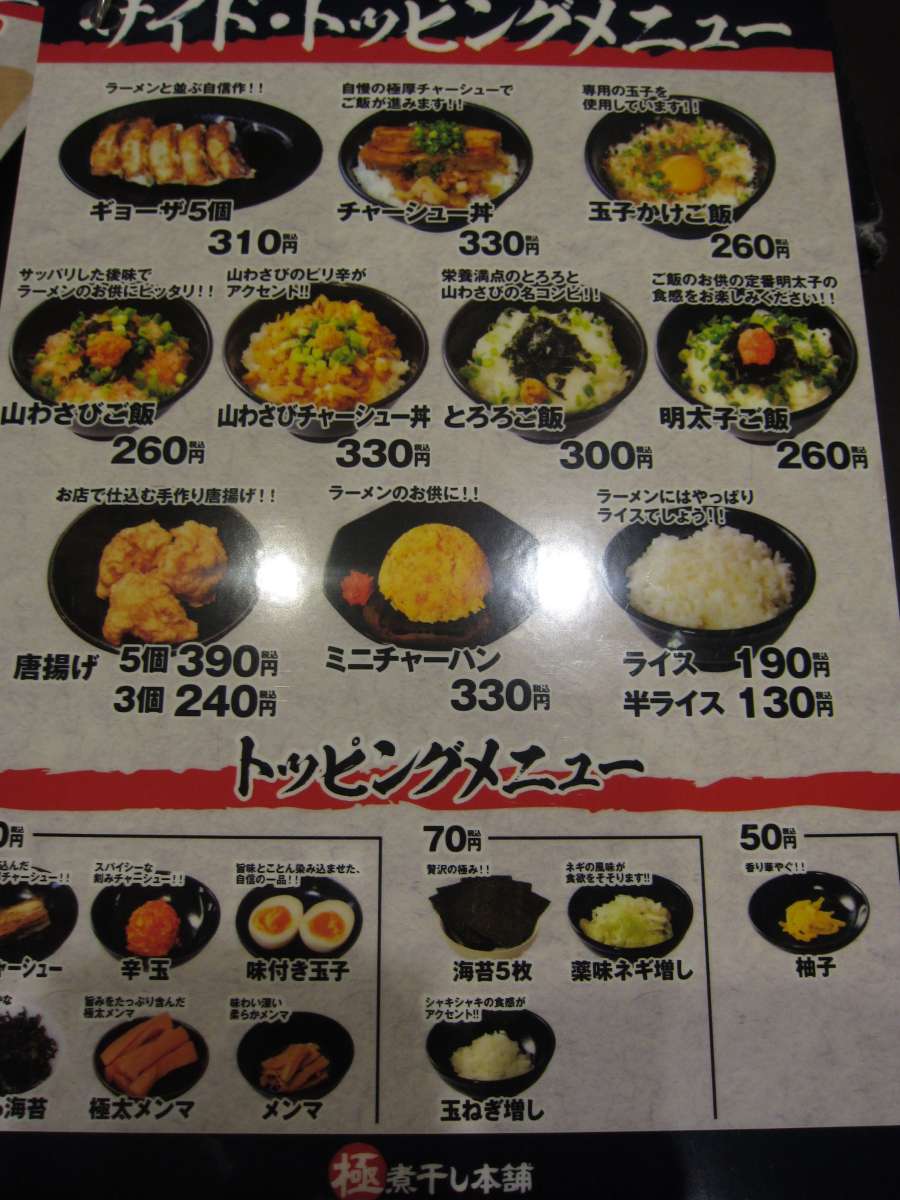 サイド・トッピングメニュー
ラーメンと並ぶ自信作!!
ギョーザ5個
310円 税込
自慢の極厚チャーシューで
ご飯が進みます!!
チャーシュー丼
330円 税込
専用の玉子を
使用しています!!
玉子かけご飯
260円 税込
サッパリした後味で
ラーメンのお供にピッタリ!!
山わさびご飯
260円 税込
山わさびのピリ辛が
アクセンド!!
山わさびチャーシュー丼
330円 税込
栄養満点のとろろと
山わさびの名コンビ!!
とろろご飯
300円 税込
ご飯のお供の定番明太子の
食感をお楽しみください!!
明太子ご飯
260円 税込
お店で仕込む手作り唐揚げ!!
唐揚げ 5個 390円 税込
3個 240円 税込
ラーメンのお供に!!
ミニチャーハン
330円 税込
ラーメンにはやっぱり
ライスでしょう!!
ライス 190円 税込
半ライス 130円 税込
トッピングメニュー
0円 税込
込んだ
チャーシュー!!
ャーシュー
スパイシーな
刻みチャーシュー!!
辛玉
旨味とことん染み込ませた、
自信の一品!!
味付き玉子
な
海苔
旨みをたっぷり含んだ
極太メンマ
極太メンマ
味わい深い
柔らかメンマ
メンマ
70円 税込
贅沢の極み!!
海苔5枚
ネギの風味が
食欲をそそります!!
薬味ネギ増し
シャキシャキの食感が
アクセント!!
玉ねぎ増し
50円 税込
香り華やぐ!!
柚子
極煮干し本舗